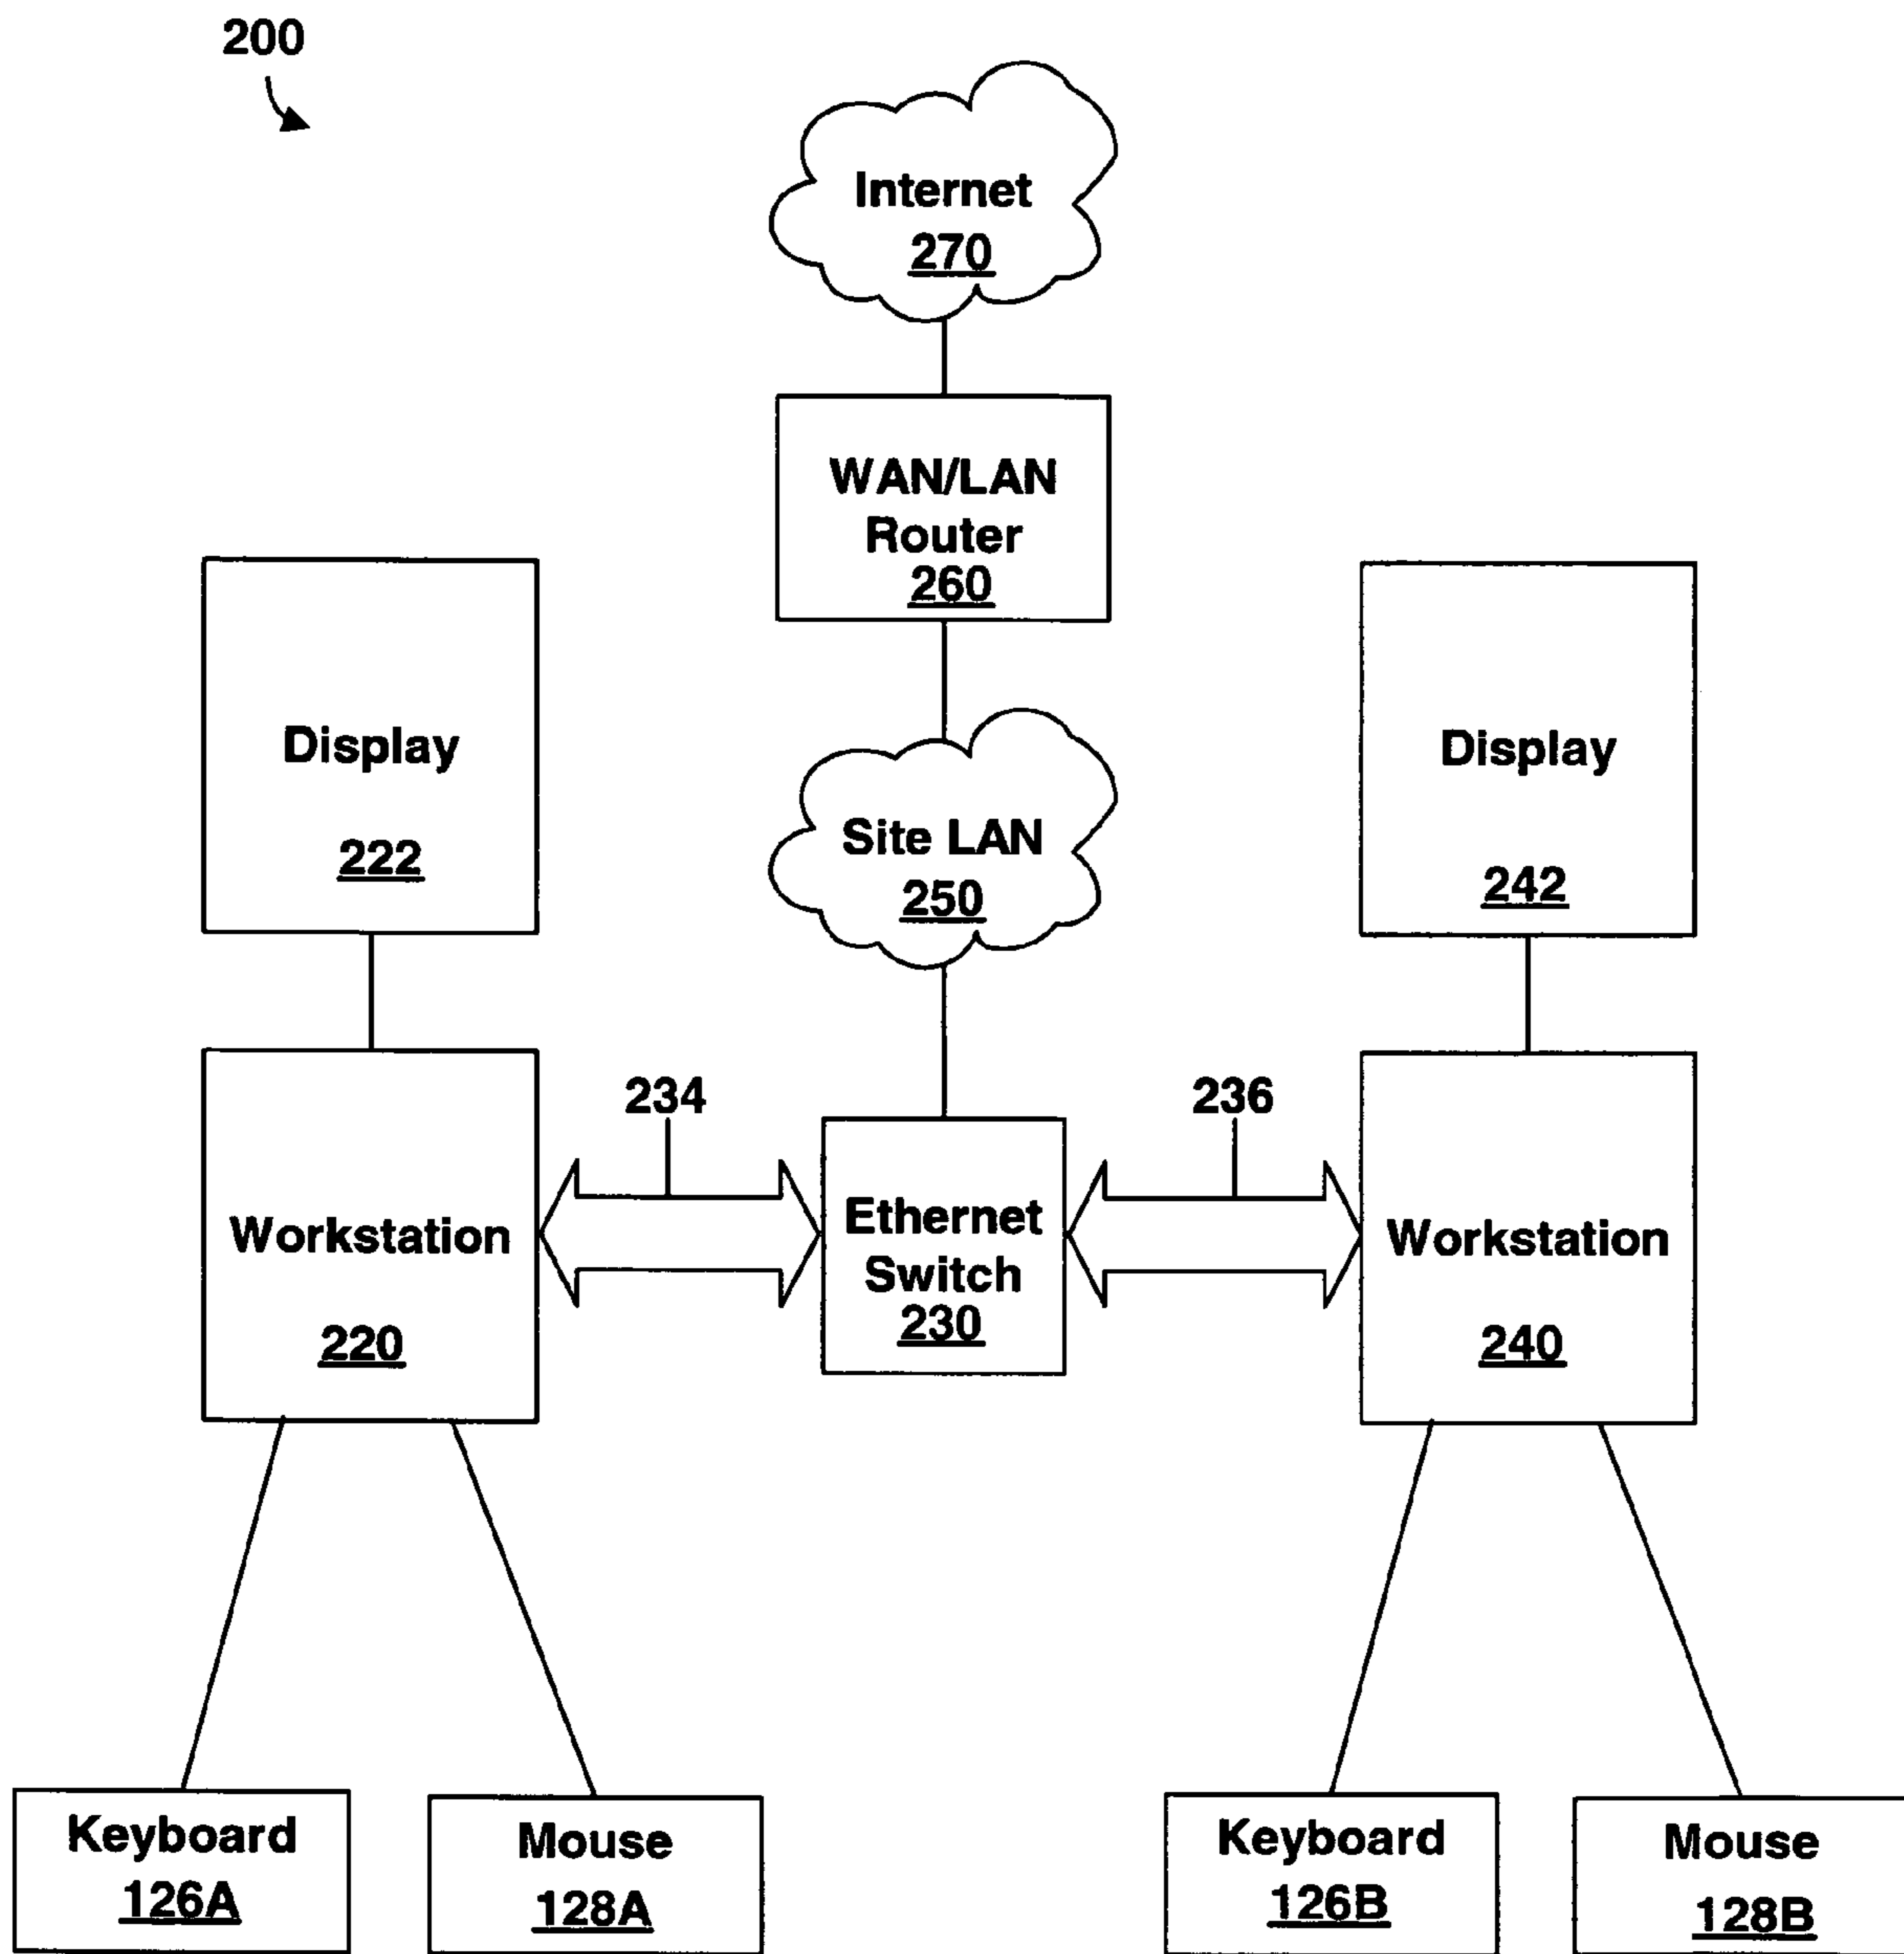 200
Internet
270
WAN/LAN
Router
260
Display
222
Site LAN
250
Display
242
234
236
Workstation
220
Ethernet
Switch
230
Workstation
240
Keyboard
126A
Mouse
128A
Keyboard
126B
Mouse
128B